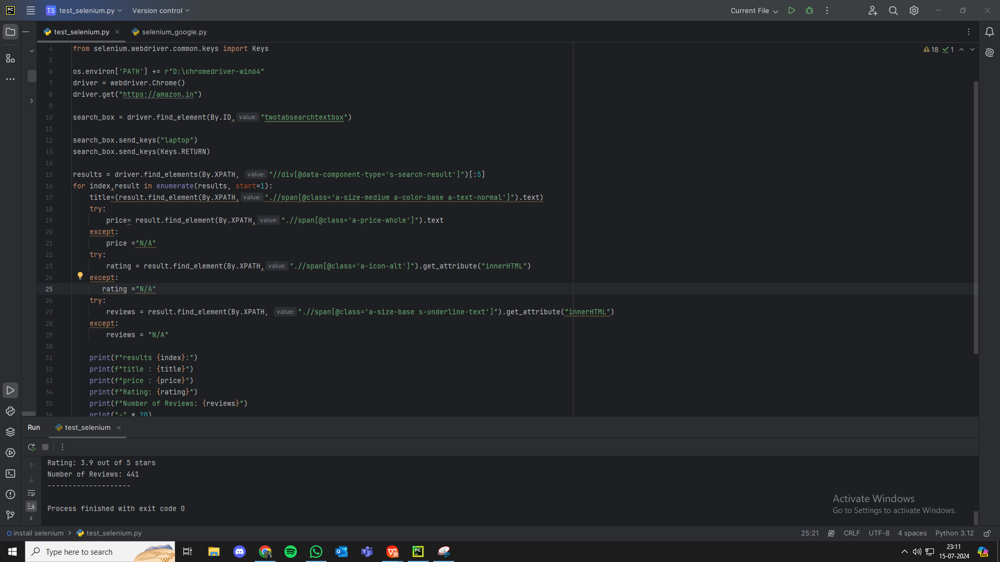 PC TS test_selenium.py Version control Current File
test_selenium.py selenium_google.py
18 1
4 from selenium.webdriver.common.keys import Keys
5
6 os.environ['PATH'] += r"D:\chromedriver-win64"
7 driver = webdriver.Chrome()
8 driver.get("https://amazon.in")
9
10 search_box = driver.find_element(By.ID, value: "twotabsearchtextbox")
11
12 search_box.send_keys("laptop")
13 search_box.send_keys(Keys.RETURN)
14
15 results = driver.find_elements(By.XPATH, value: "//div[@data-component-type='s-search-result']")[:5]
16 for index,result in enumerate(results, start=1):
17 title=(result.find_element(By.XPATH, value: ".//span[@class='a-size-medium a-color-base a-text-normal']").text)
18 try:
19 price= result.find_element(By.XPATH, value: ".//span[@class='a-price-whole']").text
20 except:
21 price ="N/A"
22 try:
23 rating = result.find_element(By.XPATH, value: ".//span[@class='a-icon-alt']").get_attribute("innerHTML")
24 except:
25 rating ="N/A"
26 try:
27 reviews = result.find_element(By.XPATH, value: ".//span[@class='a-size-base s-underline-text']").get_attribute("innerHTML")
28 except:
29 reviews = "N/A"
30
31 print(f"results {index}:")
32 print(f"title : {title}")
33 print(f"price : {price}")
34 print(f"Rating: {rating}")
35 print(f"Number of Reviews: {reviews}")
36 print("-" * 20)
Run test_selenium
Rating: 3.9 out of 5 stars
Number of Reviews: 441
--------------------
Process finished with exit code 0
Activate Windows
Go to Settings to activate Windows.
install selenium > test_selenium.py 25:21 CRLF UTF-8 4 spaces Python 3.12
Type here to search
23:11
15-07-2024